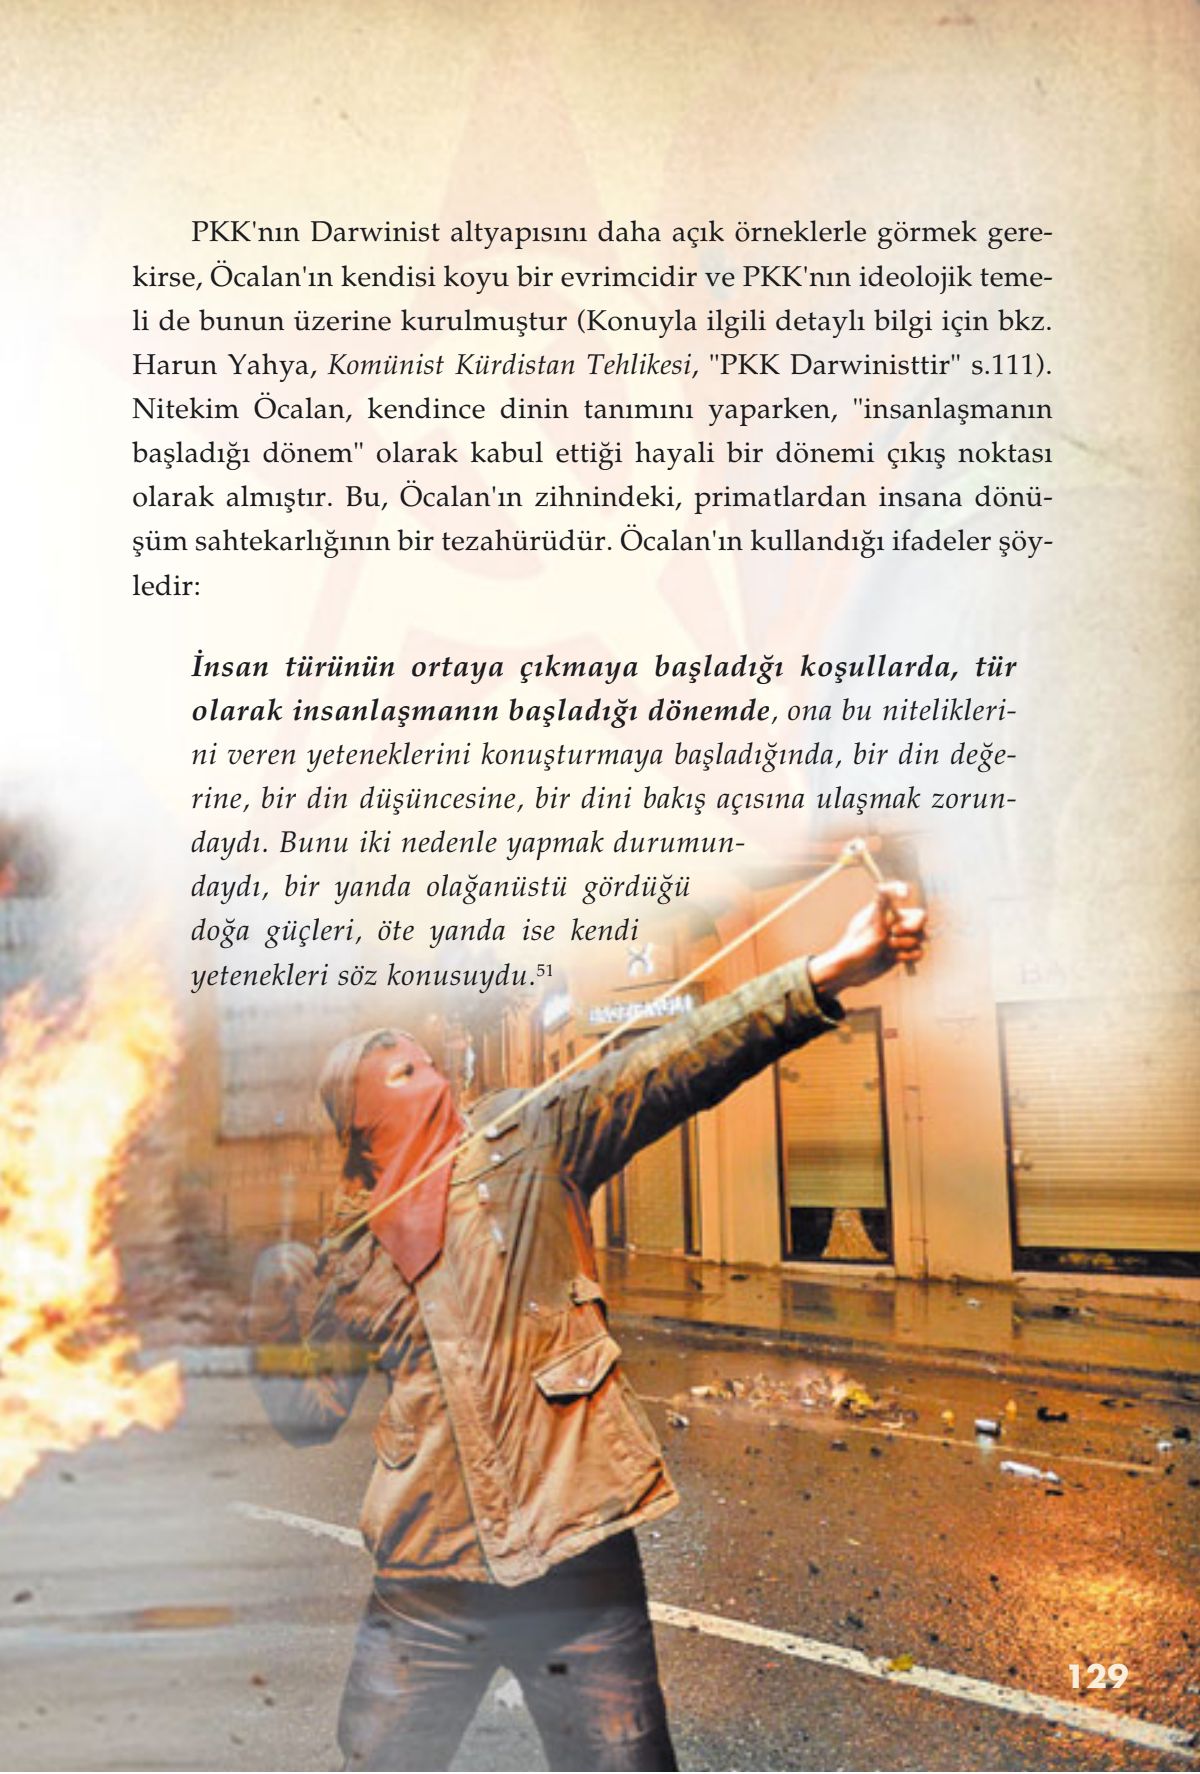 PKK'nın Darwinist altyapısını daha açık örneklerle görmek gere-
kirse, Öcalan'ın kendisi koyu bir evrimcidir ve PKK'nın ideolojik teme-
li de bunun üzerine kurulmuştur (Konuyla ilgili detaylı bilgi için bkz.
Harun Yahya, Komünist Kürdistan Tehlikesi, "PKK Darwinisttir" s.111).
Nitekim Öcalan, kendince dinin tanımını yaparken, "insanlaşmanın
başladığı dönem" olarak kabul ettiği hayali bir dönemi çıkış noktası
olarak almıştır. Bu, Öcalan'ın zihnindeki, primatlardan insana dönü-
şüm sahtekarlığının bir tezahürüdür. Öcalan'ın kullandığı ifadeler şöy-
ledir:
İnsan türünün ortaya çıkmaya başladığı koşullarda, tür
olarak insanlaşmanın başladığı dönemde, ona bu nitelikleri-
ni veren yeteneklerini konuşturmaya başladığında, bir din değe-
rine, bir din düşüncesine, bir dini bakış açısına ulaşmak zorun-
daydı. Bunu iki nedenle yapmak durumun-
daydı, bir yanda olağanüstü gördüğü
doğa güçleri, öte yanda ise kendi
yetenekleri söz konusuydu.51
129